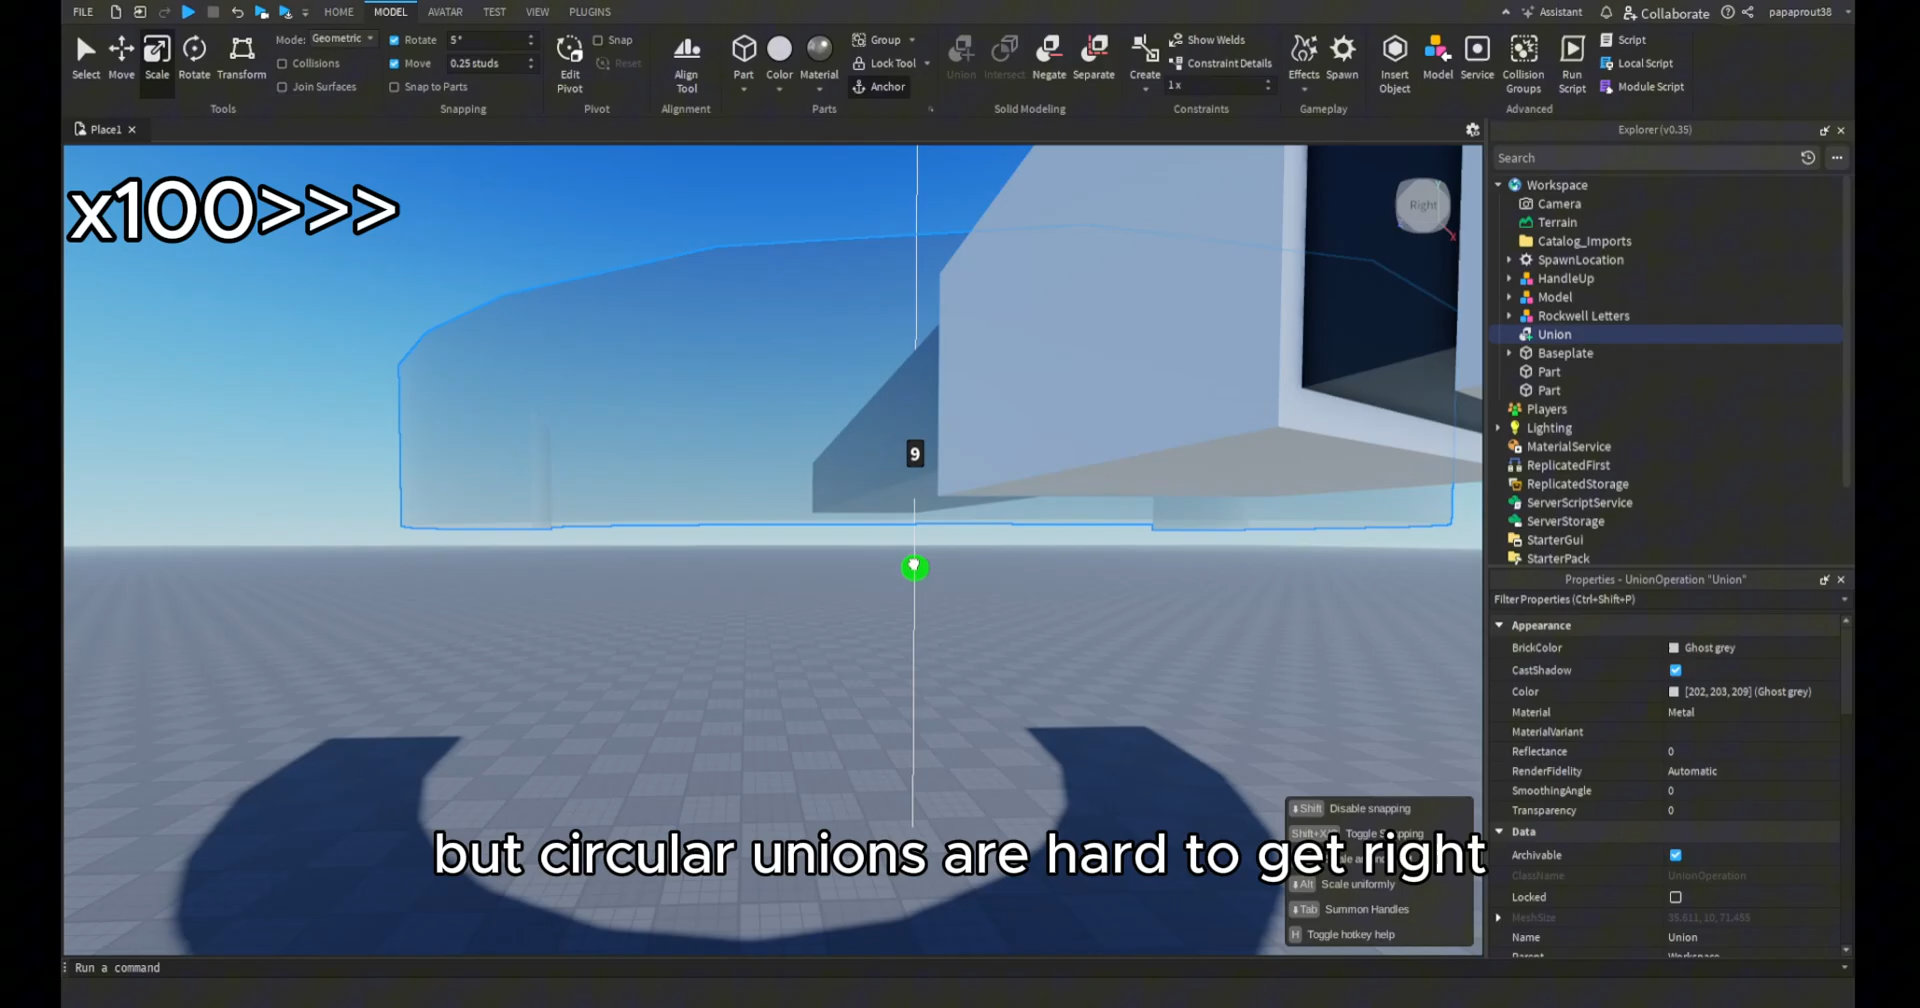 FILE
HOME
MODEL
AVATAR
TEST
VIEW
PLUGINS
Assistant
Collaborate
papaprout38
Select
Move
Scale
Rotate
Transform
Mode: Geometric
Collisions
Join Surfaces
Tools
Rotate 5°
Move 0.25 studs
Snap to Parts
Snapping
Edit
Pivot
Snap
Reset
Pivot
Align
Tool
Alignment
Part
Color
Material
Group
Lock Tool
Anchor
Parts
Union
Intersect
Negate
Separate
Solid Modeling
Create
Show Welds
Constraint Details
1 x
Constraints
Effects
Spawn
Gameplay
Insert
Object
Model
Service
Collision
Groups
Run
Script
Script
Local Script
Module Script
Advanced
Place1
x100>>>
Right
9
Shift Disable snapping
Shift+X
Alt Scale uniformly
Tab Summon Handles
H Toggle hotkey help
but circular unions are hard to get right
Run a command
Explorer (v0.35)
Search
Workspace
Camera
Terrain
Catalog_Imports
SpawnLocation
HandleUp
Model
Rockwell Letters
Union
Baseplate
Part
Part
Players
Lighting
MaterialService
ReplicatedFirst
ReplicatedStorage
ServerScriptService
ServerStorage
StarterGui
StarterPack
Properties - UnionOperation "Union"
Filter Properties (Ctrl+Shift+P)
Appearance
BrickColor Ghost grey
CastShadow
Color [202, 203, 209] (Ghost grey)
Material Metal
MaterialVariant
Reflectance 0
RenderFidelity Automatic
SmoothingAngle 0
Transparency 0
Data
Archivable
ClassName UnionOperation
Locked
MeshSize 35.611, 10, 71.455
Name Union
Parent Workspace